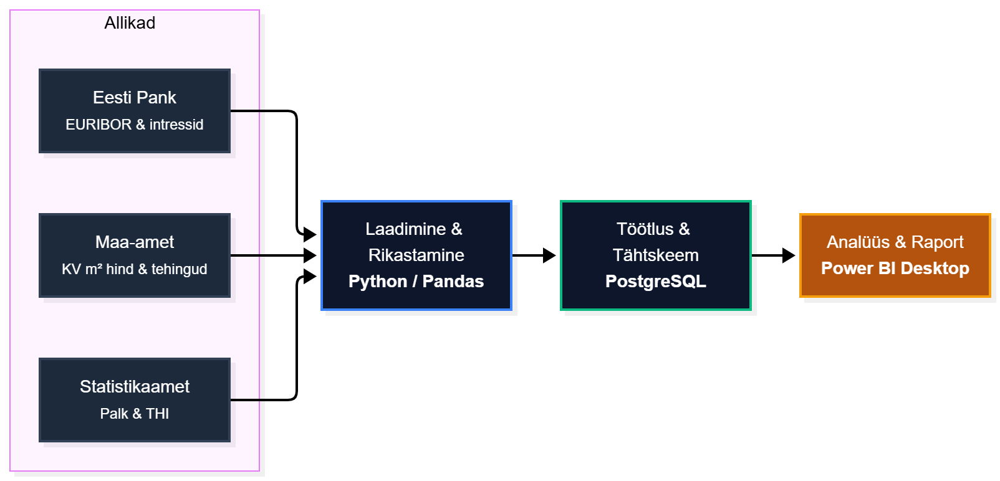 Allikad
Eesti Pank
EURIBOR & intressid
Maa-amet
KV m² hind & tehingud
Statistikaamet
Palk & THI
Laadimine &
Rikastamine
Python / Pandas
Töötlus &
Tähtskeem
PostgreSQL
Analüüs & Raport
Power BI Desktop